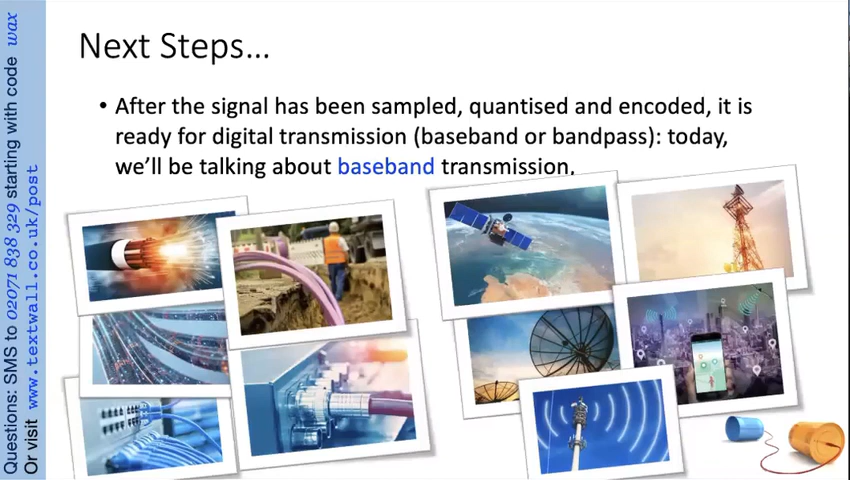 Next Steps...
• After the signal has been sampled, quantised and encoded, it is
ready for digital transmission (baseband or bandpass): today,
we'll be talking about baseband transmission.
Questions: SMS to 02071 838 329 starting with code wax
Or visit www.textwall.co.uk/post